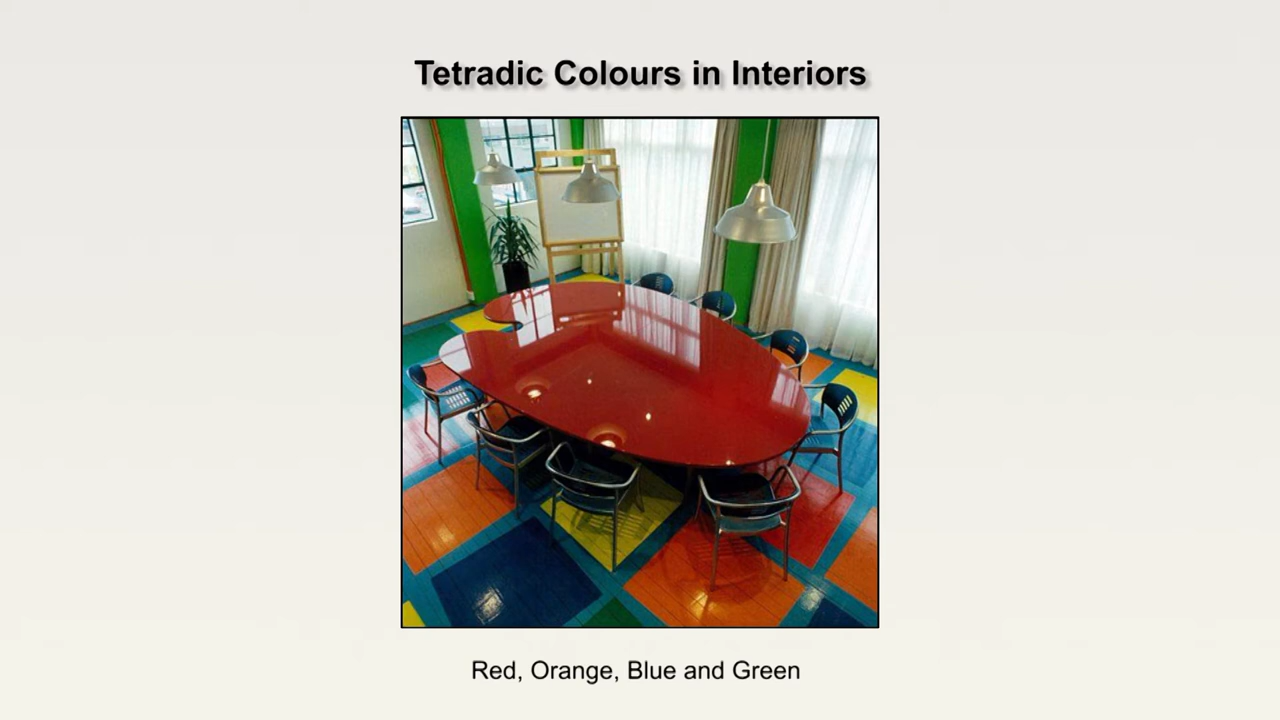 Tetradic Colours in Interiors
Red, Orange, Blue and Green